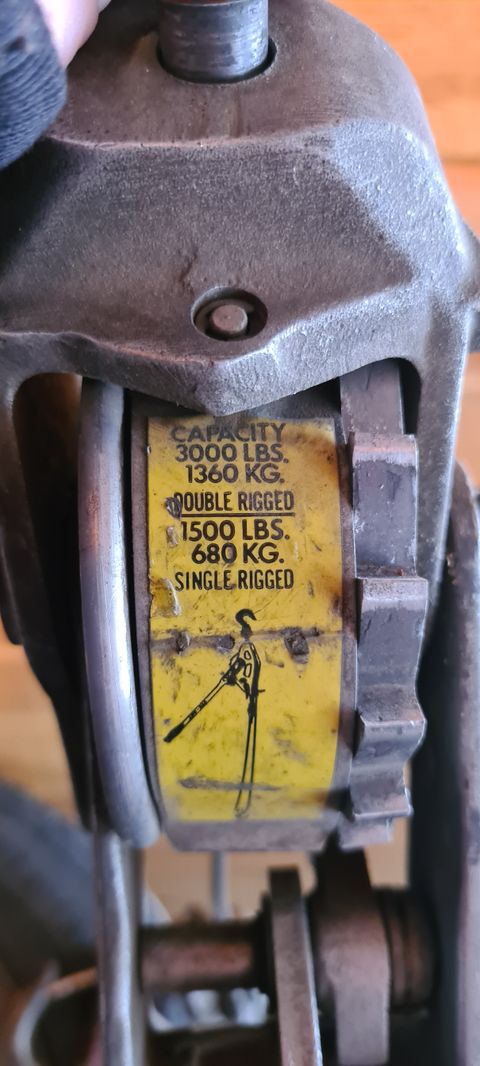 CAPACITY
3000 LBS.
1360 KG.
DOUBLE RIGGED
1500 LBS.
680 KG.
SINGLE RIGGED